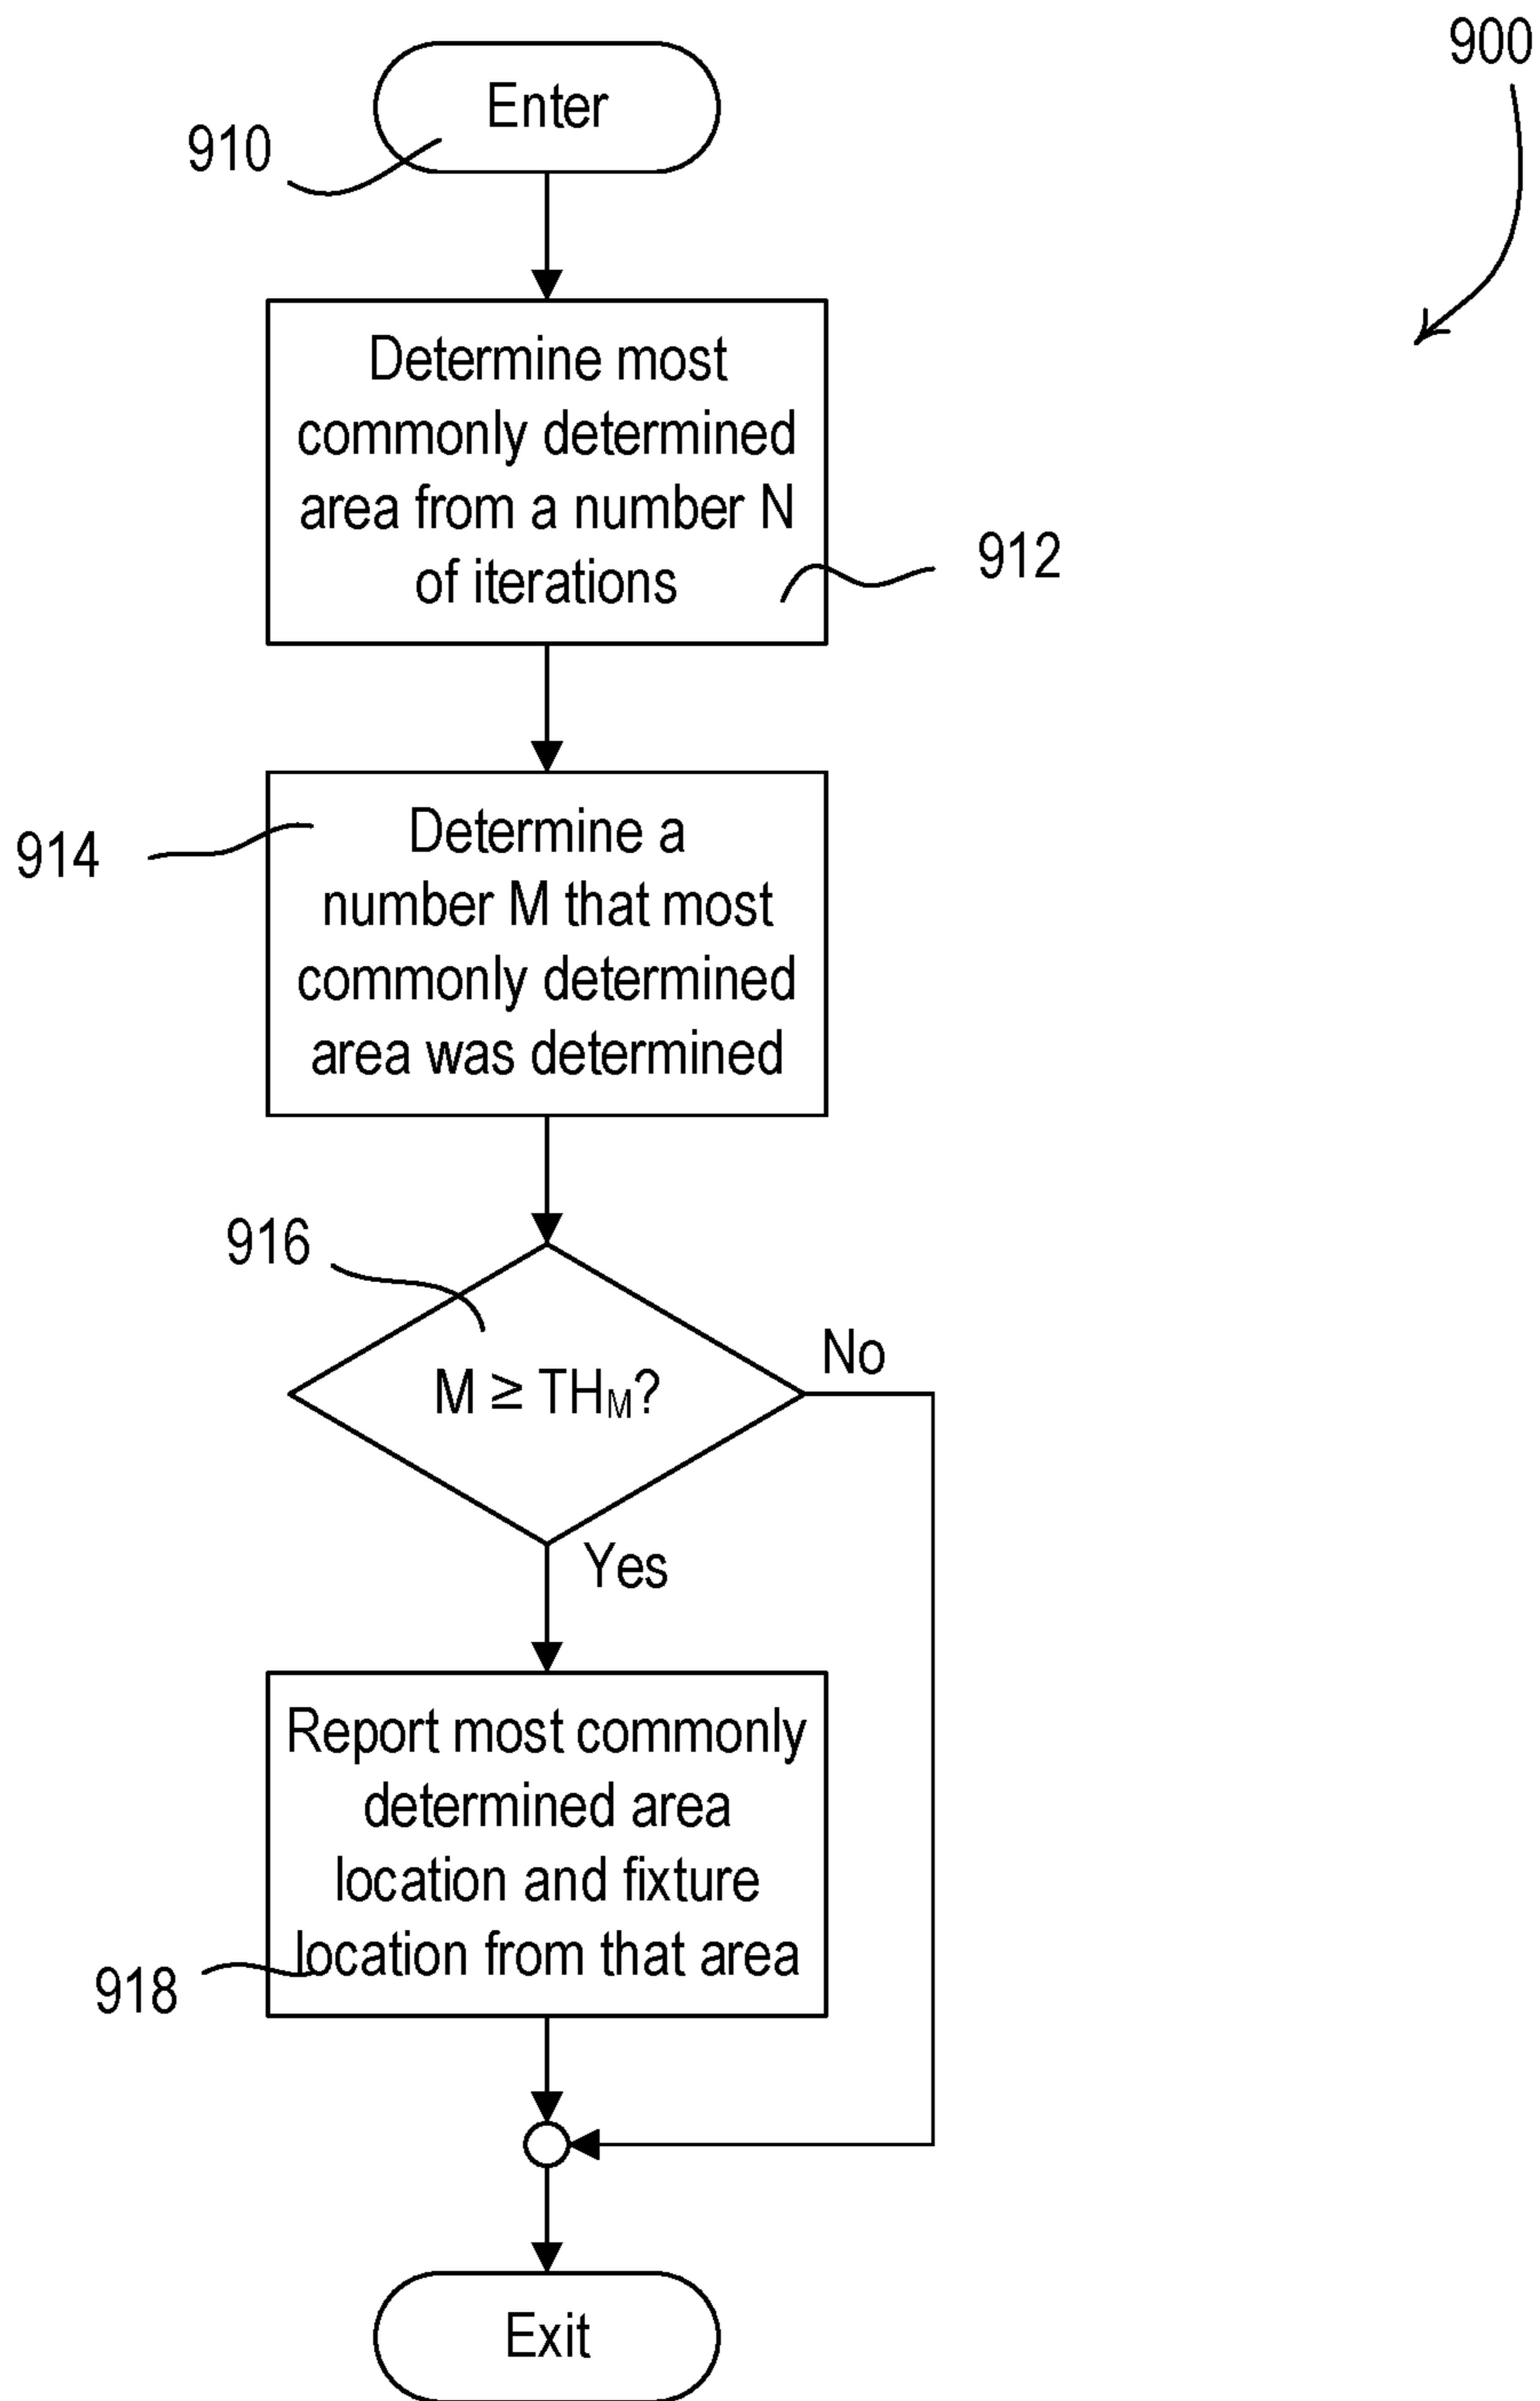 900
Enter
910
Determine most
commonly determined
area from a number N
of iterations
912
Determine a
number M that most
commonly determined
area was determined
914
916
M ≥ THM?
No
Yes
Report most commonly
determined area
location and fixture
location from that area
918
Exit